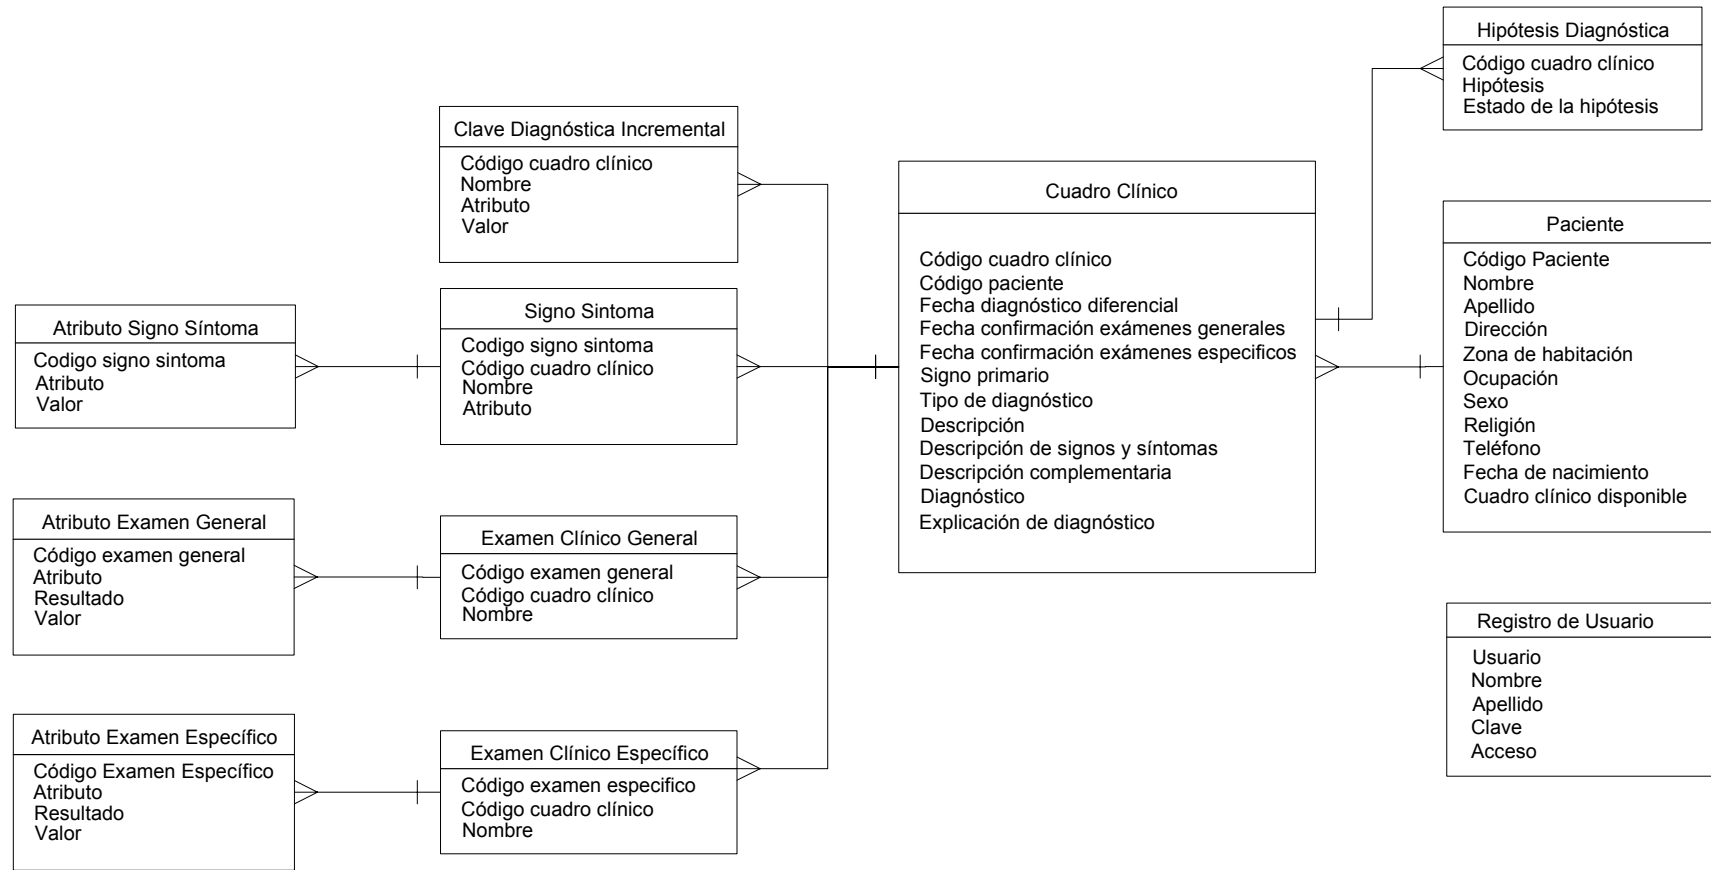 Hipótesis Diagnóstica
Código cuadro clínico
Hipótesis
Estado de la hipótesis
Clave Diagnóstica Incremental
Código cuadro clínico
Nombre
Atributo
Valor
Cuadro Clínico
Código cuadro clínico
Código paciente
Fecha diagnóstico diferencial
Fecha confirmación exámenes generales
Fecha confirmación exámenes especificos
Signo primario
Tipo de diagnóstico
Descripción
Descripción de signos y síntomas
Descripción complementaria
Diagnóstico
Explicación de diagnóstico
Paciente
Código Paciente
Nombre
Apellido
Dirección
Zona de habitación
Ocupación
Sexo
Religión
Teléfono
Fecha de nacimiento
Cuadro clínico disponible
Atributo Signo Síntoma
Codigo signo sintoma
Atributo
Valor
Signo Sintoma
Codigo signo sintoma
Código cuadro clínico
Nombre
Atributo
Atributo Examen General
Código examen general
Atributo
Resultado
Valor
Examen Clínico General
Código examen general
Código cuadro clínico
Nombre
Registro de Usuario
Usuario
Nombre
Apellido
Clave
Acceso
Atributo Examen Específico
Código Examen Específico
Atributo
Resultado
Valor
Examen Clínico Específico
Código examen especifico
Código cuadro clínico
Nombre